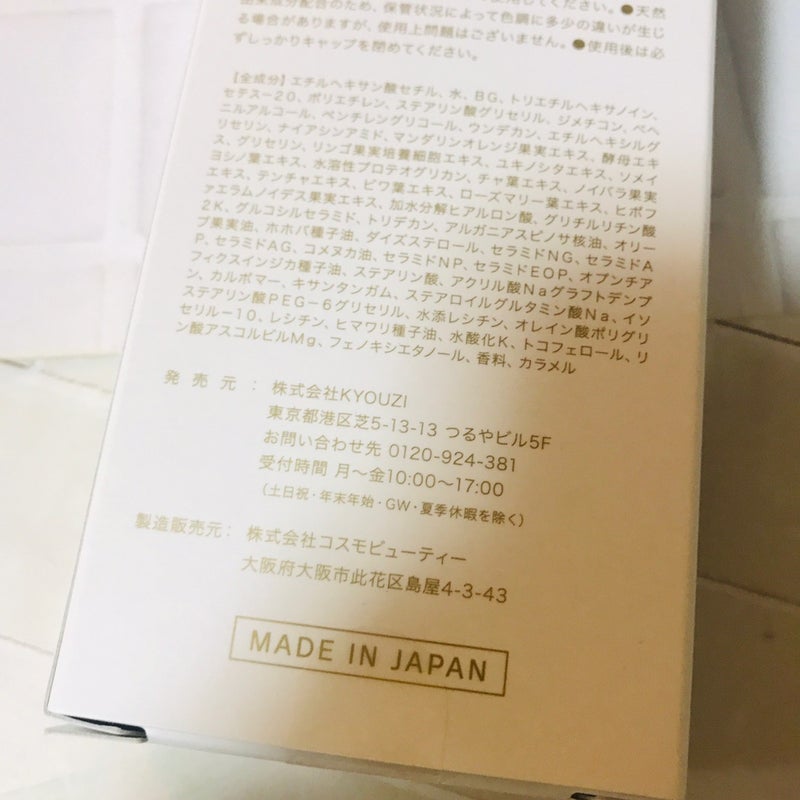 使用してください。●天然
由来成分配合のため、保管状況によって色調に多少の違いが生じ
る場合がありますが、使用上問題はございません。●使用後は必
ずしっかりキャップを閉めてください。
【全成分】エチルヘキサン酸セチル、水、BG、トリエチルヘキサノイン、
セテス－20、ポリエチレン、ステアリン酸グリセリル、ジメチコン、ベヘ
ニルアルコール、ペンチレングリコール、ウンデカン、エチルヘキシルグ
リセリン、ナイアシンアミド、マンダリンオレンジ果実エキス、酵母エキ
ス、グリセリン、リンゴ果実培養細胞エキス、ユキノシタエキス、ソメイ
ヨシノ葉エキス、水溶性プロテオグリカン、チャ葉エキス、ノイバラ果実
エキス、テンチャエキス、ビワ葉エキス、ローズマリー葉エキス、ヒポフ
ァエラムノイデス果実エキス、加水分解ヒアルロン酸、グリチルリチン酸
2K、グルコシルセラミド、トリデカン、アルガニアスピノサ核油、オリー
ブ果実油、ホホバ種子油、ダイズステロール、セラミドNG、セラミドA
P、セラミドAG、コメヌカ油、セラミドNP、セラミドEOP、オプンチア
フィクスインジカ種子油、ステアリン酸、アクリル酸Naグラフトデンプ
ン、カルボマー、キサンタンガム、ステアロイルグルタミン酸Na、イソ
ステアリン酸PEG－6グリセリル、水添レシチン、オレイン酸ポリグリ
セリル－10、レシチン、ヒマワリ種子油、水酸化K、トコフェロール、リ
ン酸アスコルビルMg、フェノキシエタノール、香料、カラメル
発売元：株式会社KYOUZI
東京都港区芝5-13-13 つるやビル5F
お問い合わせ先 0120-924-381
受付時間 月～金10:00～17:00
（土日祝・年末年始・GW・夏季休暇を除く）
製造販売元：株式会社コスモビューティー
大阪府大阪市此花区島屋4-3-43
MADE IN JAPAN